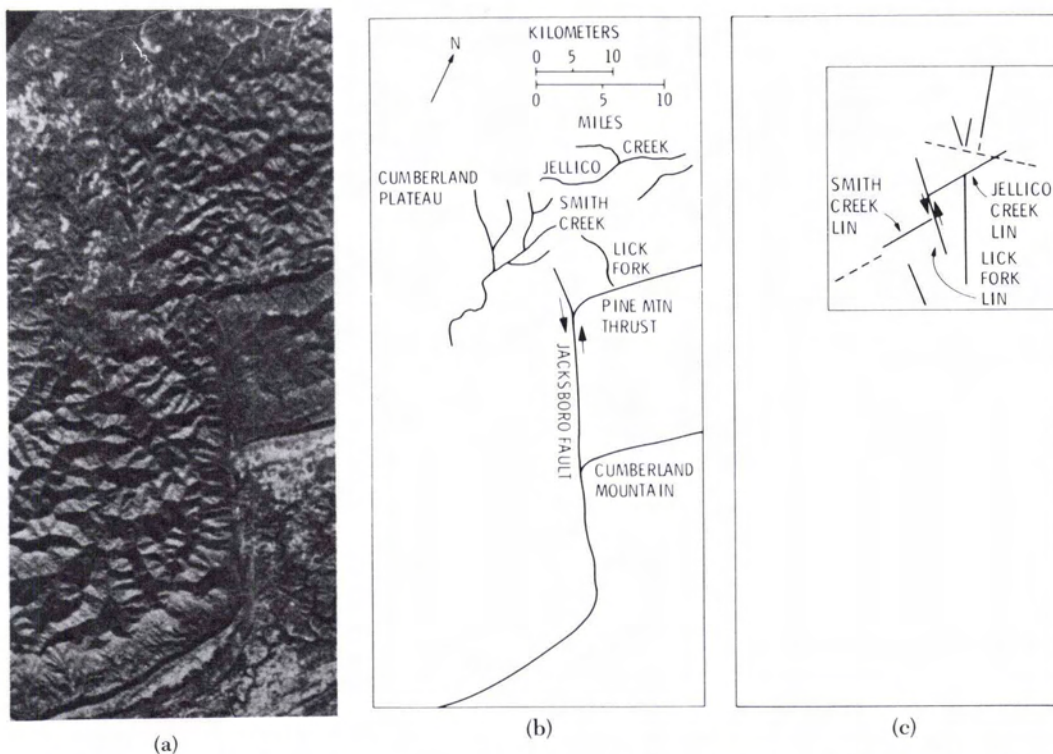 N
KILOMETERS
0 5 10
0 5 10
MILES
CREEK
JELLICO
CUMBERLAND
PLATEAU
SMITH
CREEK
LICK
FORK
PINE MTN
THRUST
JACKSBORO FAULT
CUMBERLAND
MOUNTAIN
SMITH
CREEK
LIN
JELLICO
CREEK
LIN
LICK
FORK
LIN
(a)
(b)
(c)